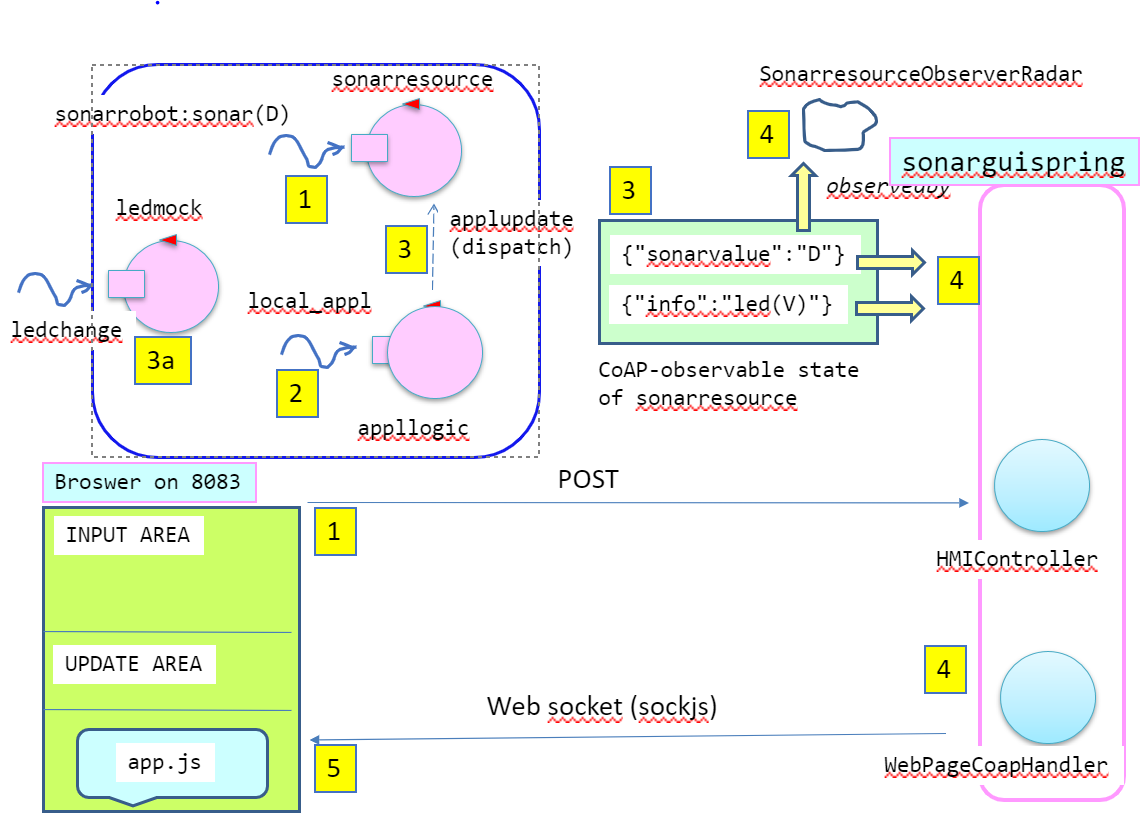 sonarresource
SonarresourceObserverRadar
sonarrobot:sonar(D)
4
sonarguispring
1
3
observedby
ledmock
applupdate
(dispatch)
3
{"sonarvalue":"D"}
4
{"info":"led(V)"}
local_appl
ledchange
3a
2
CoAP-observable state
of sonarresource
appllogic
Broswer on 8083
POST
1
INPUT AREA
HMIController
UPDATE AREA
4
Web socket (sockjs)
app.js
5
WebPageCoapHandler